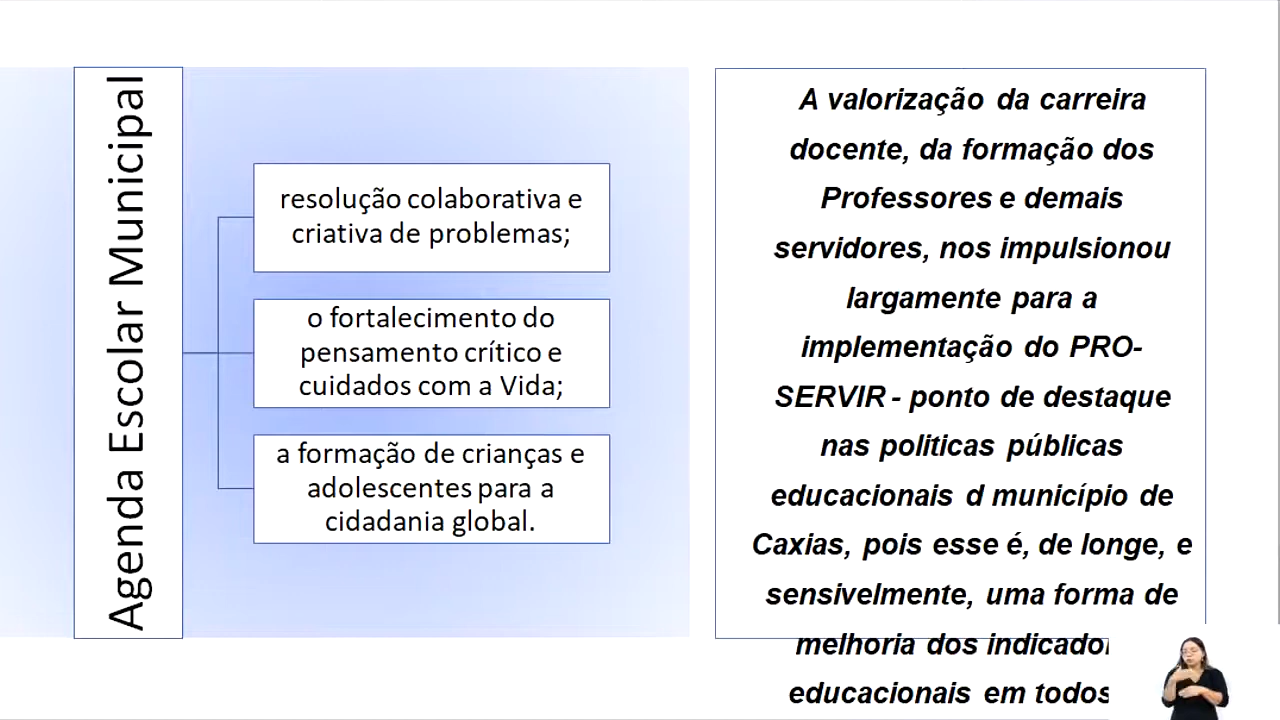 Agenda Escolar Municipal
resolução colaborativa e
criativa de problemas;
o fortalecimento do
pensamento crítico e
cuidados com a Vida;
a formação de crianças e
adolescentes para a
cidadania global.
A valorização da carreira
docente, da formação dos
Professores e demais
servidores, nos impulsionou
largamente para a
implementação do PRO-
SERVIR - ponto de destaque
nas politicas públicas
educacionais d município de
Caxias, pois esse é, de longe, e
sensivelmente, uma forma de
melhoria dos
educacionais em todos